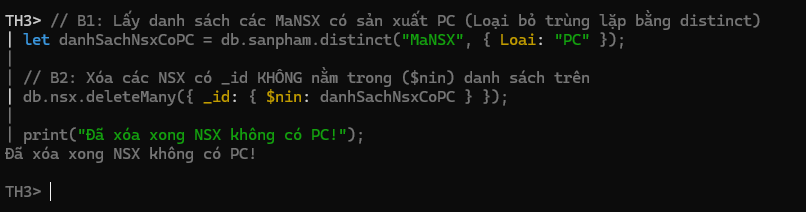 TH3> // B1: Lấy danh sách các MaNSX có sản xuất PC (Loại bỏ trùng lặp bằng distinct)
| let danhSachNsxCoPC = db.sanpham.distinct("MaNSX", { Loai: "PC" });
|
| // B2: Xóa các NSX có _id KHÔNG nằm trong ($nin) danh sách trên
| db.nsx.deleteMany({ _id: { $nin: danhSachNsxCoPC } });
|
| print("Đã xóa xong NSX không có PC!");
Đã xóa xong NSX không có PC!
TH3>